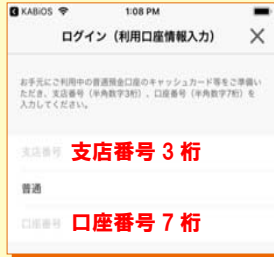 KABiOS 1:08 PM
ログイン（利用口座情報入力） ×
お手元にご利用中の普通預金口座のキャッシュカード等をご準備い
ただき、支店番号（半角数字3桁）、口座番号（半角数字7桁）を
入力してください。
支店番号 支店番号 3 桁
普通
口座番号 口座番号 7 桁